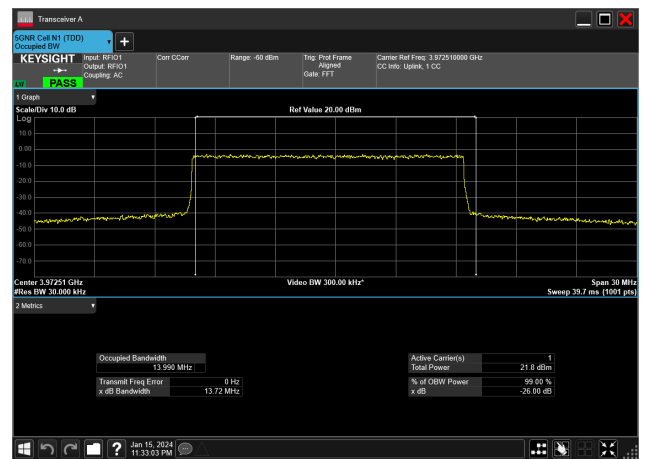 Transceiver A
5GNR Cell N1 (TDD)
Occupied BW
KEYSIGHT
LXI
PASS
Input: RFIO1
Output: RFIO1
Coupling: AC
Corr CCorr
Range: -60 dBm
Trig: Prot Frame
Aligned
Gate: FFT
Carrier Ref Freq: 3.972510000 GHz
CC Info: Uplink, 1 CC
1 Graph
Scale/Div 10.0 dB
Ref Value 20.00 dBm
Log
10.0
0.00
-10.0
-20.0
-30.0
-40.0
-50.0
-60.0
-70.0
Center 3.97251 GHz
Video BW 300.00 kHz*
Span 30 MHz
#Res BW 30.000 kHz
Sweep 39.7 ms (1001 pts)
2 Metrics
Occupied Bandwidth
13.990 MHz
Active Carrier(s) 1
Total Power 21.8 dBm
Transmit Freq Error 0 Hz
x dB Bandwidth 13.72 MHz
% of OBW Power 99.00 %
x dB -26.00 dB
?
Jan 15, 2024
11:33:03 PM